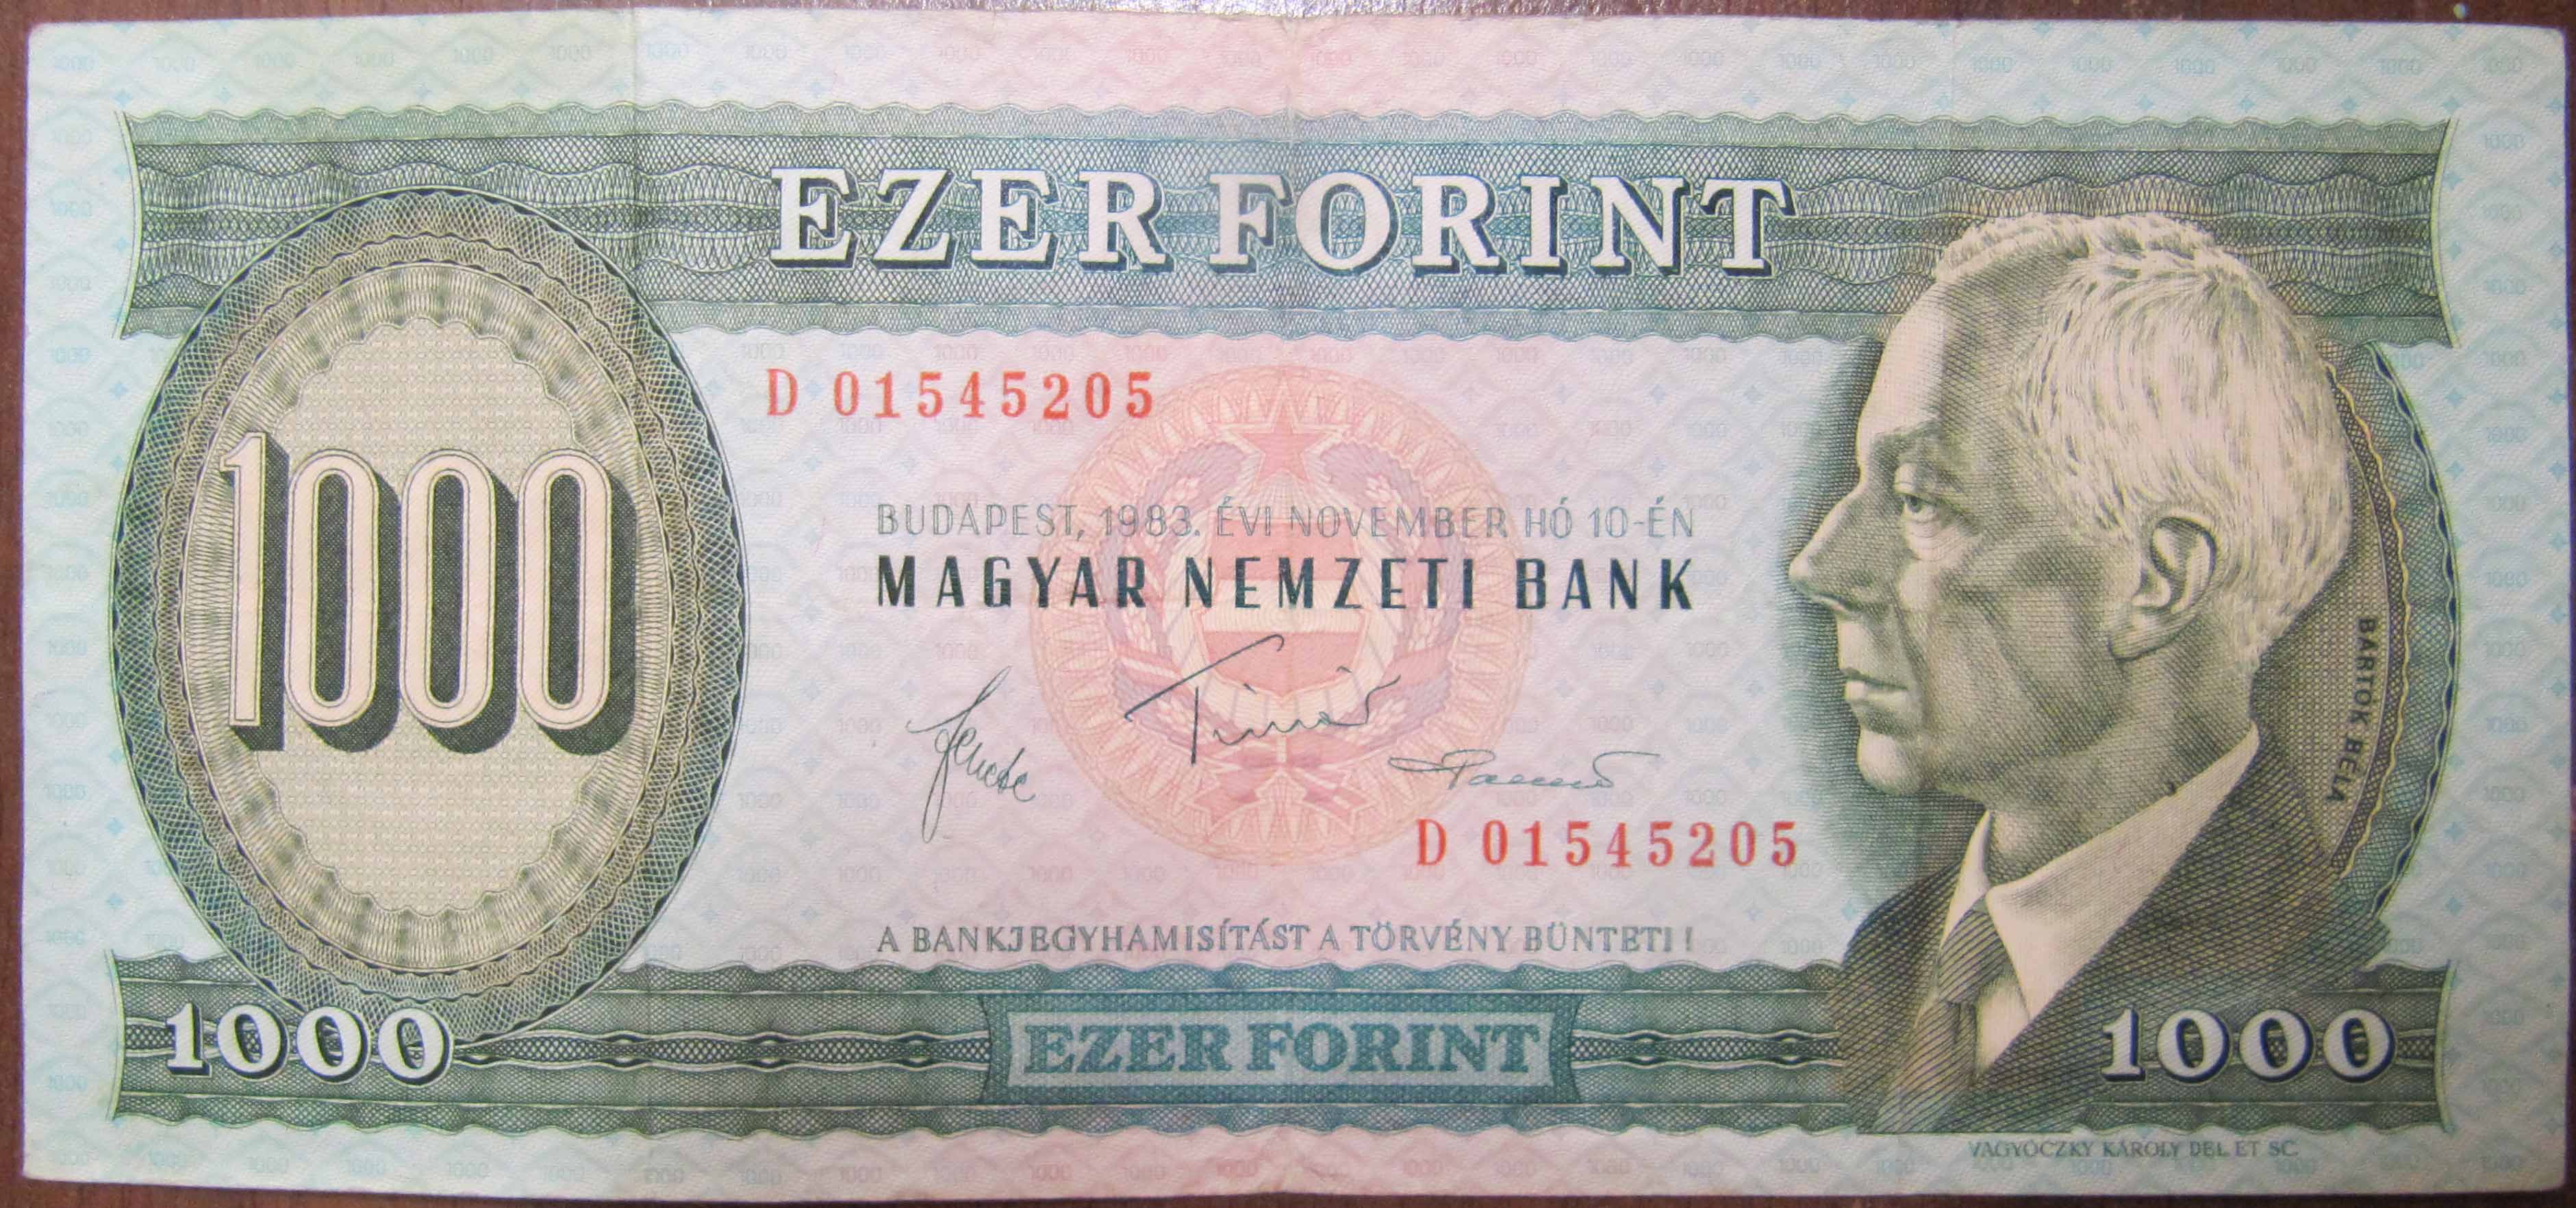 EZER FORINT
D 01545205
1000
BUDAPEST, 1983. ÉVI NOVEMBER HÓ 10-ÉN
MAGYAR NEMZETI BANK
BARTÓK BÉLA
D 01545205
A BANKJEGYHAMISÍTÁST A TÖRVÉNY BÜNTETI!
1000
EZER FORINT
1000
VAGYÓCZKY KÁROLY DEL. ET SC.